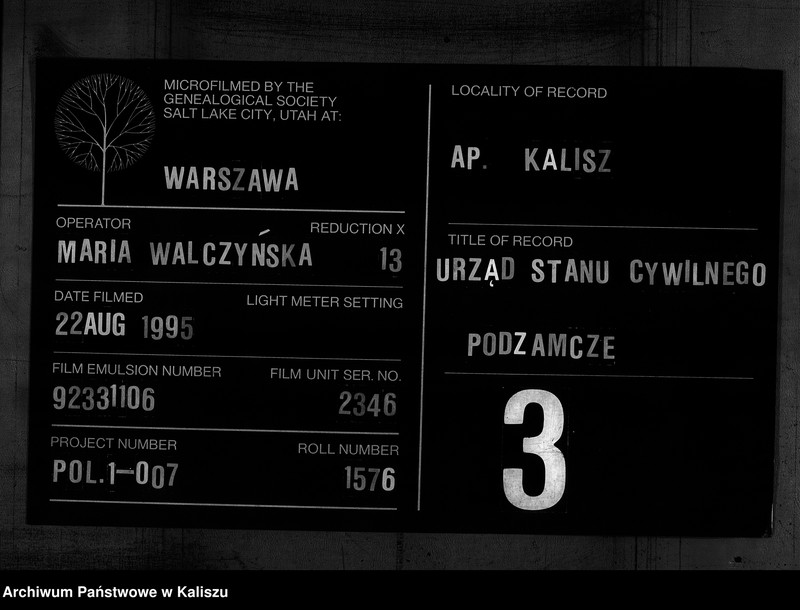 MICROFILMED BY THE
GENEALOGICAL SOCIETY
SALT LAKE CITY, UTAH AT:
WARSZAWA
OPERATOR REDUCTION X
MARIA WALCZYŃSKA 13
DATE FILMED LIGHT METER SETTING
22AUG 1995
FILM EMULSION NUMBER FILM UNIT SER. NO.
92331106 2346
PROJECT NUMBER ROLL NUMBER
POL.1-007 1576
LOCALITY OF RECORD
AP. KALISZ
TITLE OF RECORD
URZĄD STANU CYWILNEGO
PODZAMCZE
3
Archiwum Państwowe w Kaliszu